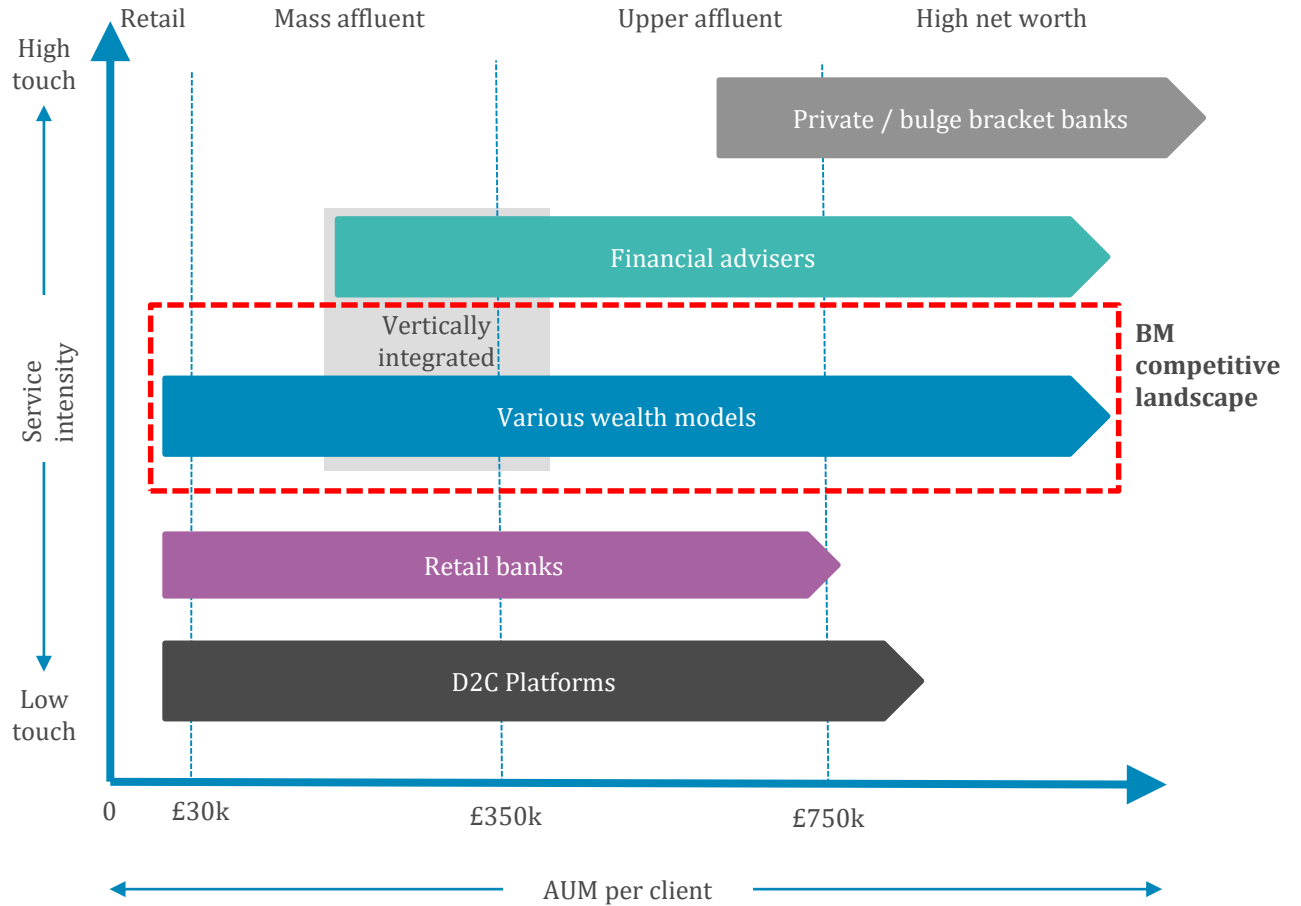 Retail
Mass affluent
Upper affluent
High net worth
High
touch
Private / bulge bracket banks
Financial advisers
Vertically
integrated
BM
competitive
landscape
Service
intensity
Various wealth models
Retail banks
D2C Platforms
Low
touch
0
£30k
£350k
£750k
AUM per client